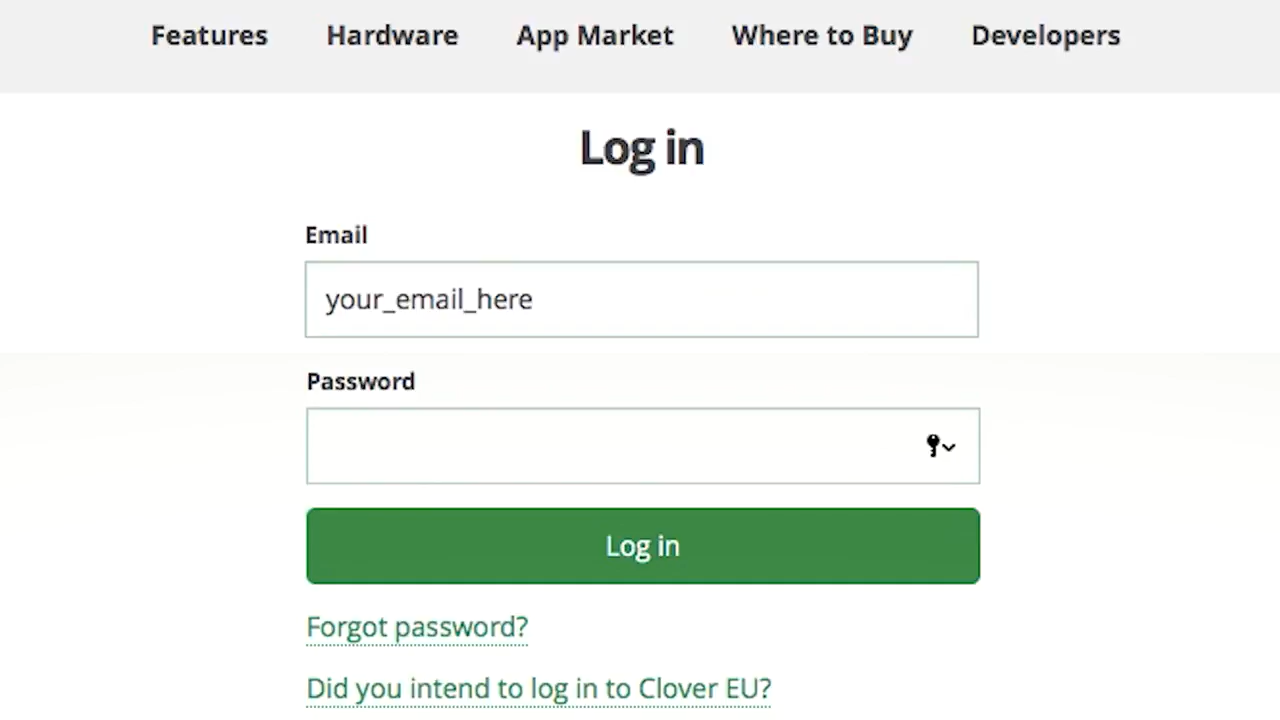 Features Hardware App Market Where to Buy Developers
Log in
Email
your_email_here
Password
Log in
Forgot password?
Did you intend to log in to Clover EU?